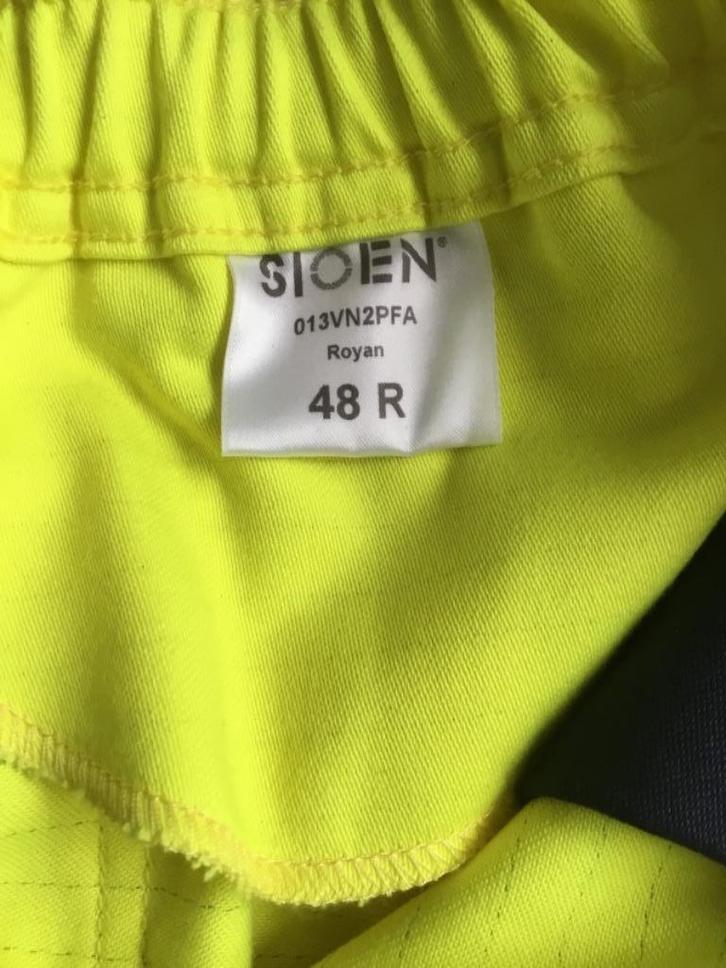 SIOEN®
013VN2PFA
Royan
48 R